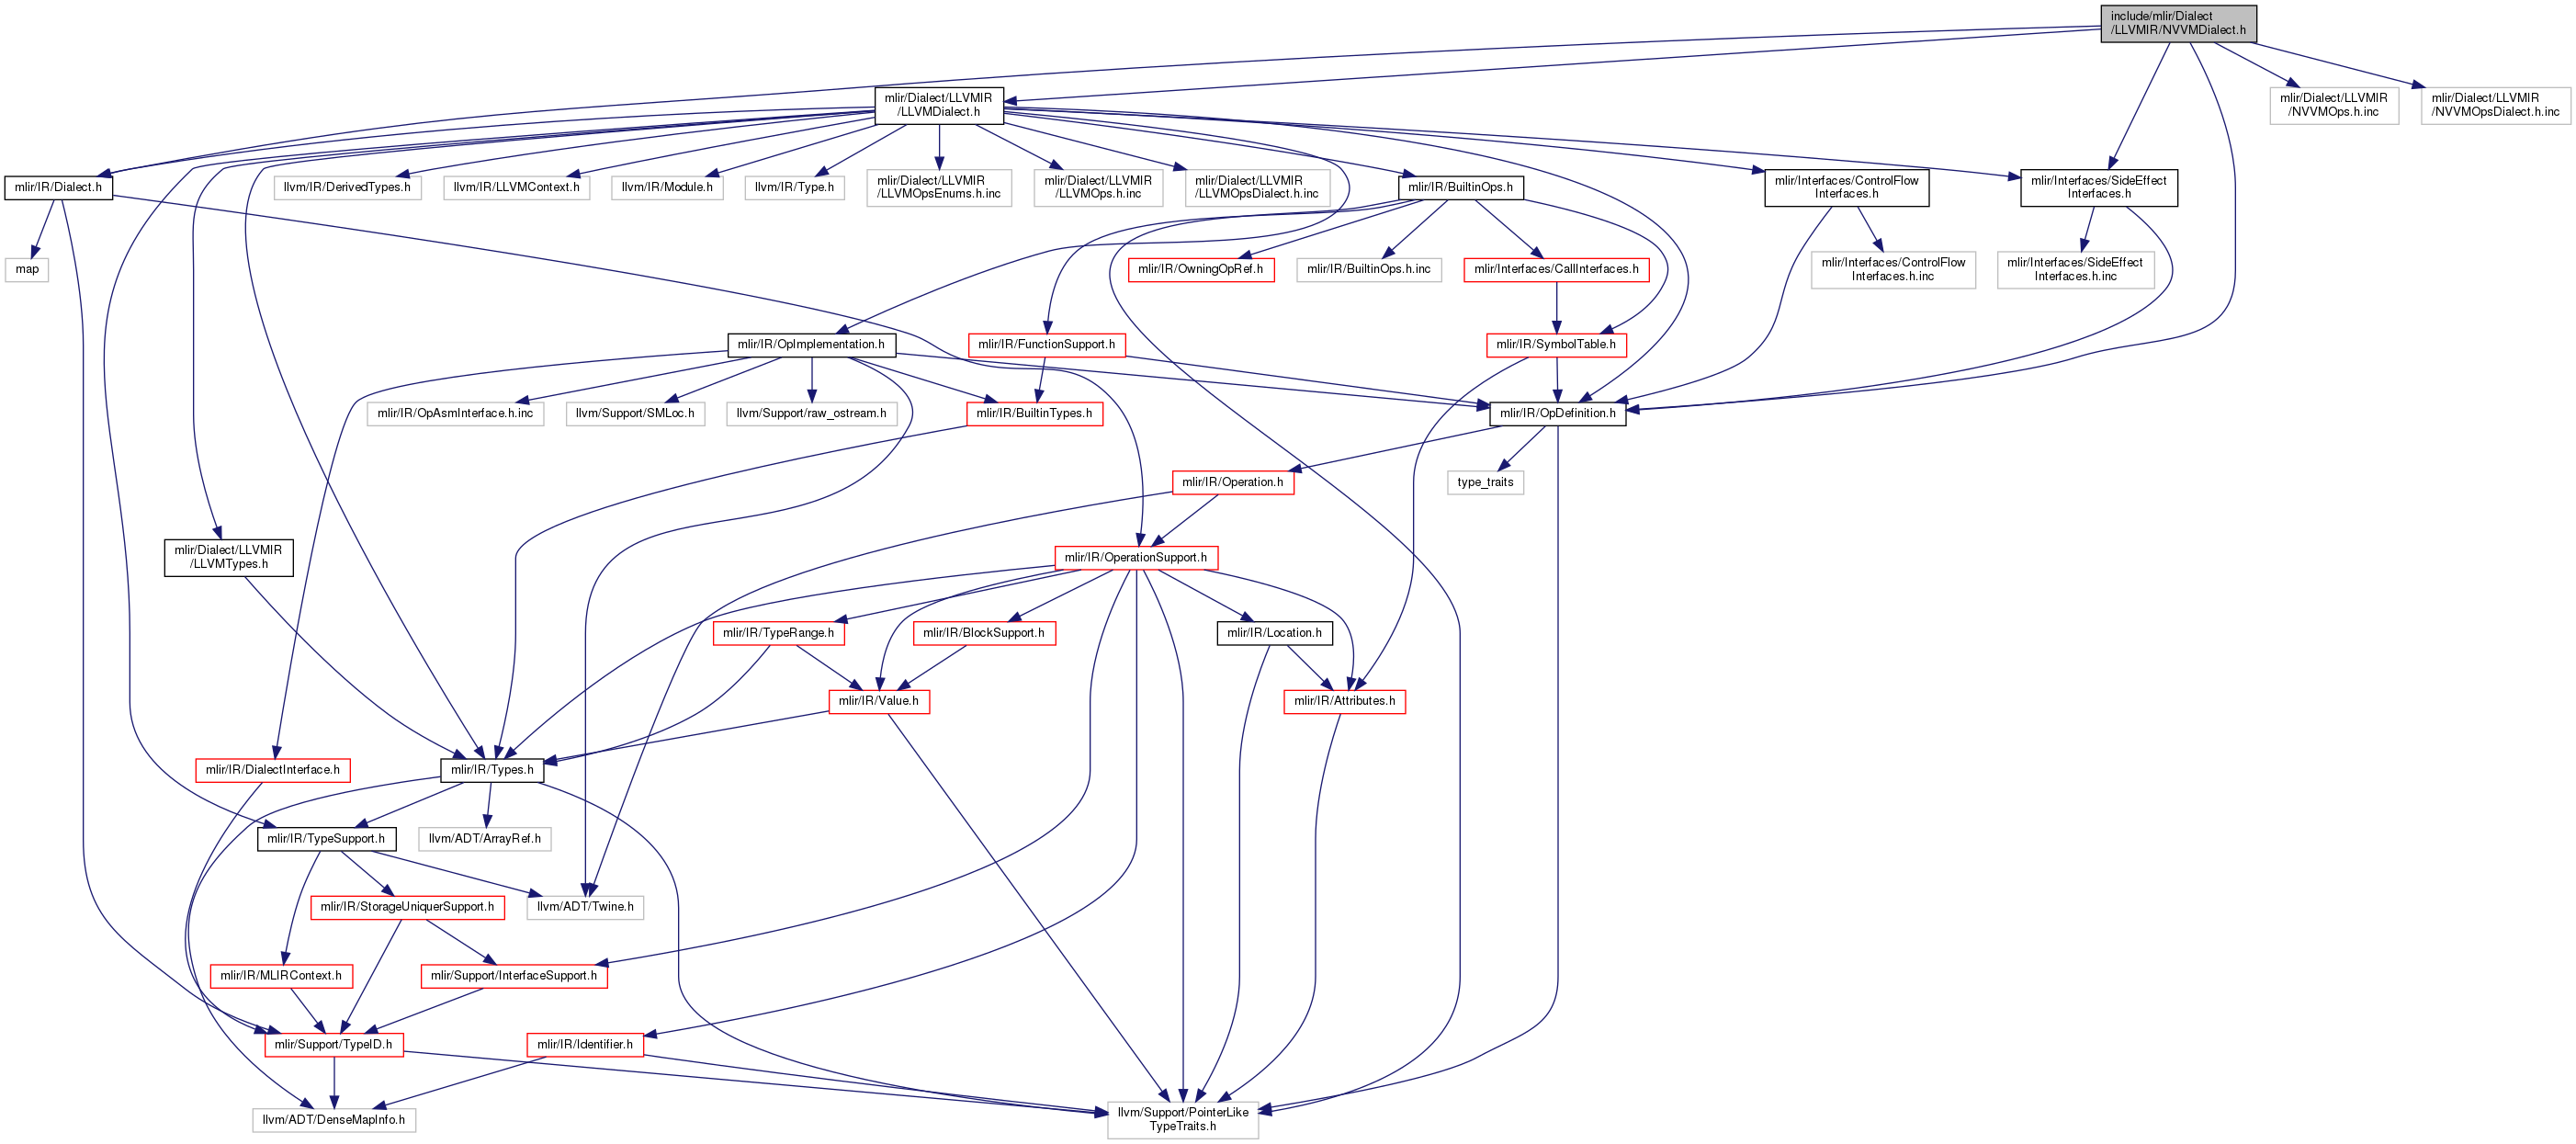 include/mlir/Dialect
/LLVMIR/NVVMDialect.h
mlir/Dialect/LLVMIR
/LLVMDialect.h
mlir/Dialect/LLVMIR
/NVVMOps.h.inc
mlir/Dialect/LLVMIR
/NVVMOpsDialect.h.inc
mlir/IR/Dialect.h
llvm/IR/DerivedTypes.h
llvm/IR/LLVMContext.h
llvm/IR/Module.h
llvm/IR/Type.h
mlir/Dialect/LLVMIR
/LLVMOpsEnums.h.inc
mlir/Dialect/LLVMIR
/LLVMOps.h.inc
mlir/Dialect/LLVMIR
/LLVMOpsDialect.h.inc
mlir/IR/BuiltinOps.h
mlir/Interfaces/ControlFlow
Interfaces.h
mlir/Interfaces/SideEffect
Interfaces.h
map
mlir/IR/OwningOpRef.h
mlir/IR/BuiltinOps.h.inc
mlir/Interfaces/CallInterfaces.h
mlir/Interfaces/ControlFlow
Interfaces.h.inc
mlir/Interfaces/SideEffect
Interfaces.h.inc
mlir/IR/OpImplementation.h
mlir/IR/FunctionSupport.h
mlir/IR/SymbolTable.h
mlir/IR/OpAsmInterface.h.inc
llvm/Support/SMLoc.h
llvm/Support/raw_ostream.h
mlir/IR/BuiltinTypes.h
mlir/IR/OpDefinition.h
mlir/IR/Operation.h
type_traits
mlir/Dialect/LLVMIR
/LLVMTypes.h
mlir/IR/OperationSupport.h
mlir/IR/TypeRange.h
mlir/IR/BlockSupport.h
mlir/IR/Location.h
mlir/IR/Value.h
mlir/IR/Attributes.h
mlir/IR/DialectInterface.h
mlir/IR/Types.h
mlir/IR/TypeSupport.h
llvm/ADT/ArrayRef.h
mlir/IR/StorageUniquerSupport.h
llvm/ADT/Twine.h
mlir/IR/MLIRContext.h
mlir/Support/InterfaceSupport.h
mlir/Support/TypeID.h
mlir/IR/Identifier.h
llvm/ADT/DenseMapInfo.h
llvm/Support/PointerLike
TypeTraits.h